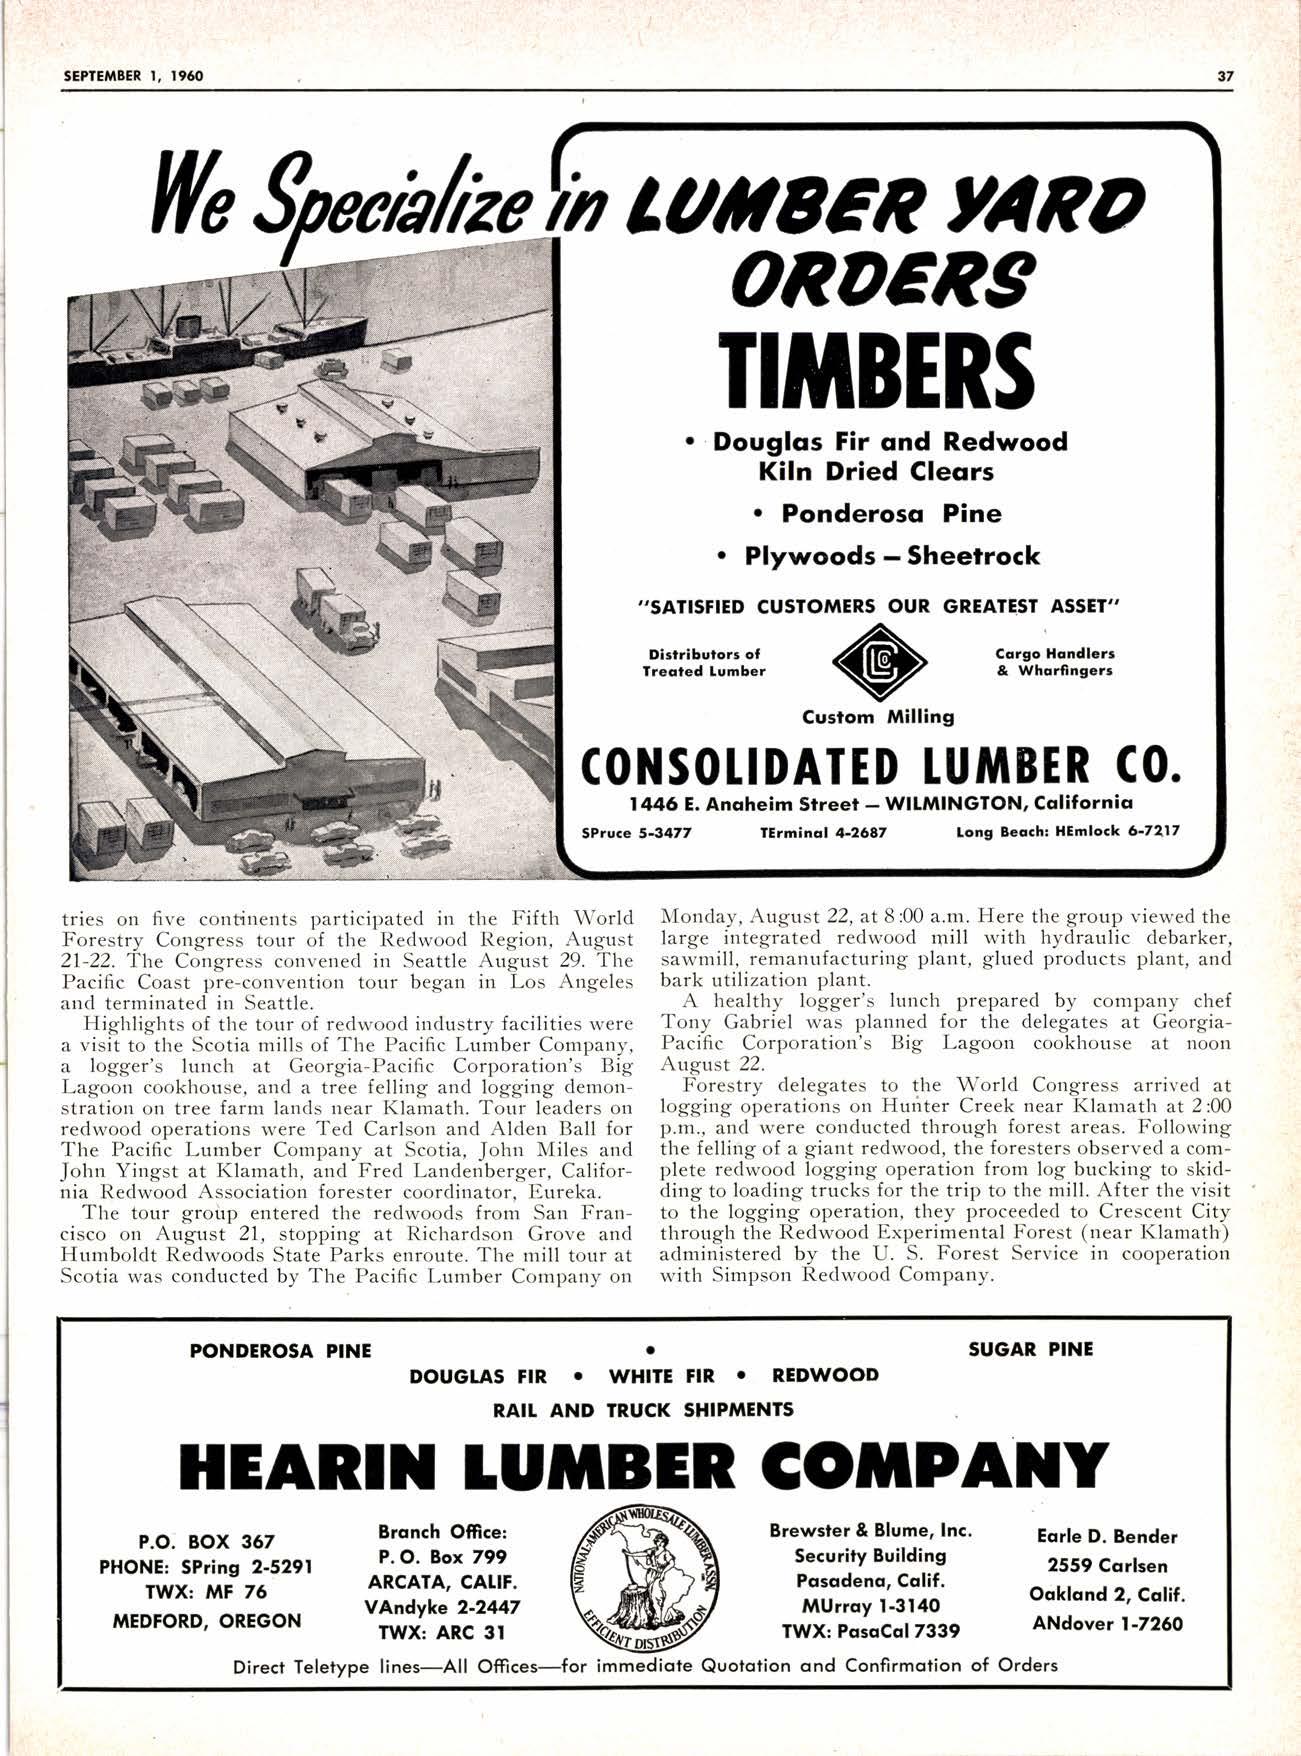 SEPTEMBER 1, 1960
37
We Specialize in LUMBER YARD
ORDERS
TIMBERS
• Douglas Fir and Redwood
Kiln Dried Clears
• Ponderosa Pine
• Plywoods — Sheetrock
"SATISFIED CUSTOMERS OUR GREATEST ASSET"
Distributors of
Treated Lumber
CLCo
Cargo Handlers
& Wharfingers
Custom Milling
CONSOLIDATED LUMBER CO.
1446 E. Anaheim Street — WILMINGTON, California
SPruce 5-3477 TErminal 4-2687 Long Beach: HEmlock 6-7217
tries on five continents participated in the Fifth World
Forestry Congress tour of the Redwood Region, August
21-22. The Congress convened in Seattle August 29. The
Pacific Coast pre-convention tour began in Los Angeles
and terminated in Seattle.
Highlights of the tour of redwood industry facilities were
a visit to the Scotia mills of The Pacific Lumber Company,
a logger's lunch at Georgia-Pacific Corporation's Big
Lagoon cookhouse, and a tree felling and logging demon-
stration on tree farm lands near Klamath. Tour leaders on
redwood operations were Ted Carlson and Alden Ball for
The Pacific Lumber Company at Scotia, John Miles and
John Yingst at Klamath, and Fred Landenberger, Califor-
nia Redwood Association forester coordinator, Eureka.
The tour group entered the redwoods from San Fran-
cisco on August 21, stopping at Richardson Grove and
Humboldt Redwoods State Parks enroute. The mill tour at
Scotia was conducted by The Pacific Lumber Company on
Monday, August 22, at 8:00 a.m. Here the group viewed the
large integrated redwood mill with hydraulic debarker,
sawmill, remanufacturing plant, glued products plant, and
bark utilization plant.
A healthy logger's lunch prepared by company chef
Tony Gabriel was planned for the delegates at Georgia-
Pacific Corporation's Big Lagoon cookhouse at noon
August 22.
Forestry delegates to the World Congress arrived at
logging operations on Hunter Creek near Klamath at 2:00
p.m., and were conducted through forest areas. Following
the felling of a giant redwood, the foresters observed a com-
plete redwood logging operation from log bucking to skid-
ding to loading trucks for the trip to the mill. After the visit
to the logging operation, they proceeded to Crescent City
through the Redwood Experimental Forest (near Klamath)
administered by the U. S. Forest Service in cooperation
with Simpson Redwood Company.
PONDEROSA PINE • SUGAR PINE
DOUGLAS FIR • WHITE FIR • REDWOOD
RAIL AND TRUCK SHIPMENTS
HEARIN LUMBER COMPANY
P.O. BOX 367
PHONE: SPring 2-5291
TWX: MF 76
MEDFORD, OREGON
Branch Office:
P. O. Box 799
ARCATA, CALIF.
VAndyke 2-2447
TWX: ARC 31
NATIONAL-AMERICAN WHOLESALE LUMBER ASSN.
EFFICIENT DISTRIBUTION
Brewster & Blume, Inc.
Security Building
Pasadena, Calif.
MUrray 1-3140
TWX: PasaCal 7339
Earle D. Bender
2559 Carlsen
Oakland 2, Calif.
ANdover 1-7260
Direct Teletype lines—All Offices—for immediate Quotation and Confirmation of Orders